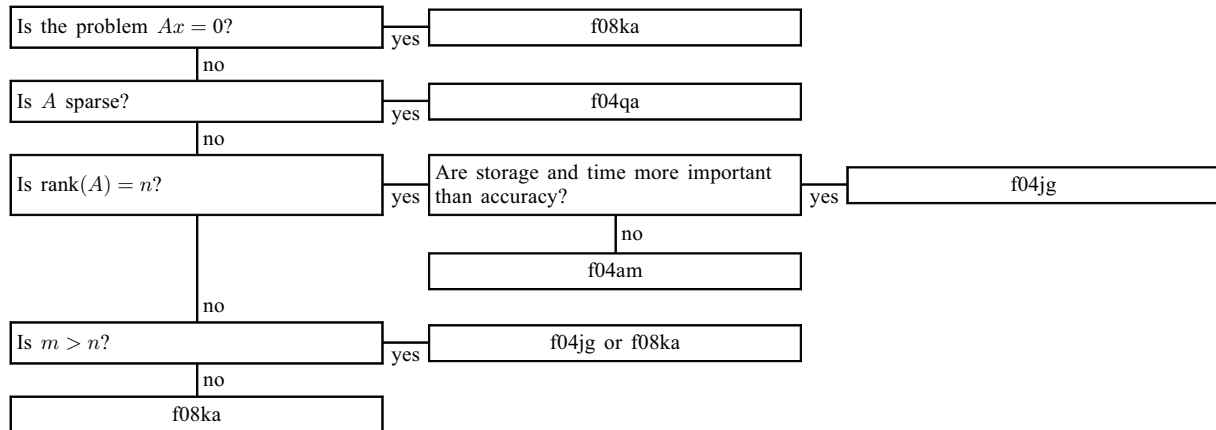 Is the problem Ax = 0?
yes
f08ka
no
Is A sparse?
yes
f04qa
no
Is rank(A) = n?
yes
Are storage and time more important
than accuracy?
yes
f04jg
no
f04am
no
Is m > n?
yes
f04jg or f08ka
no
f08ka